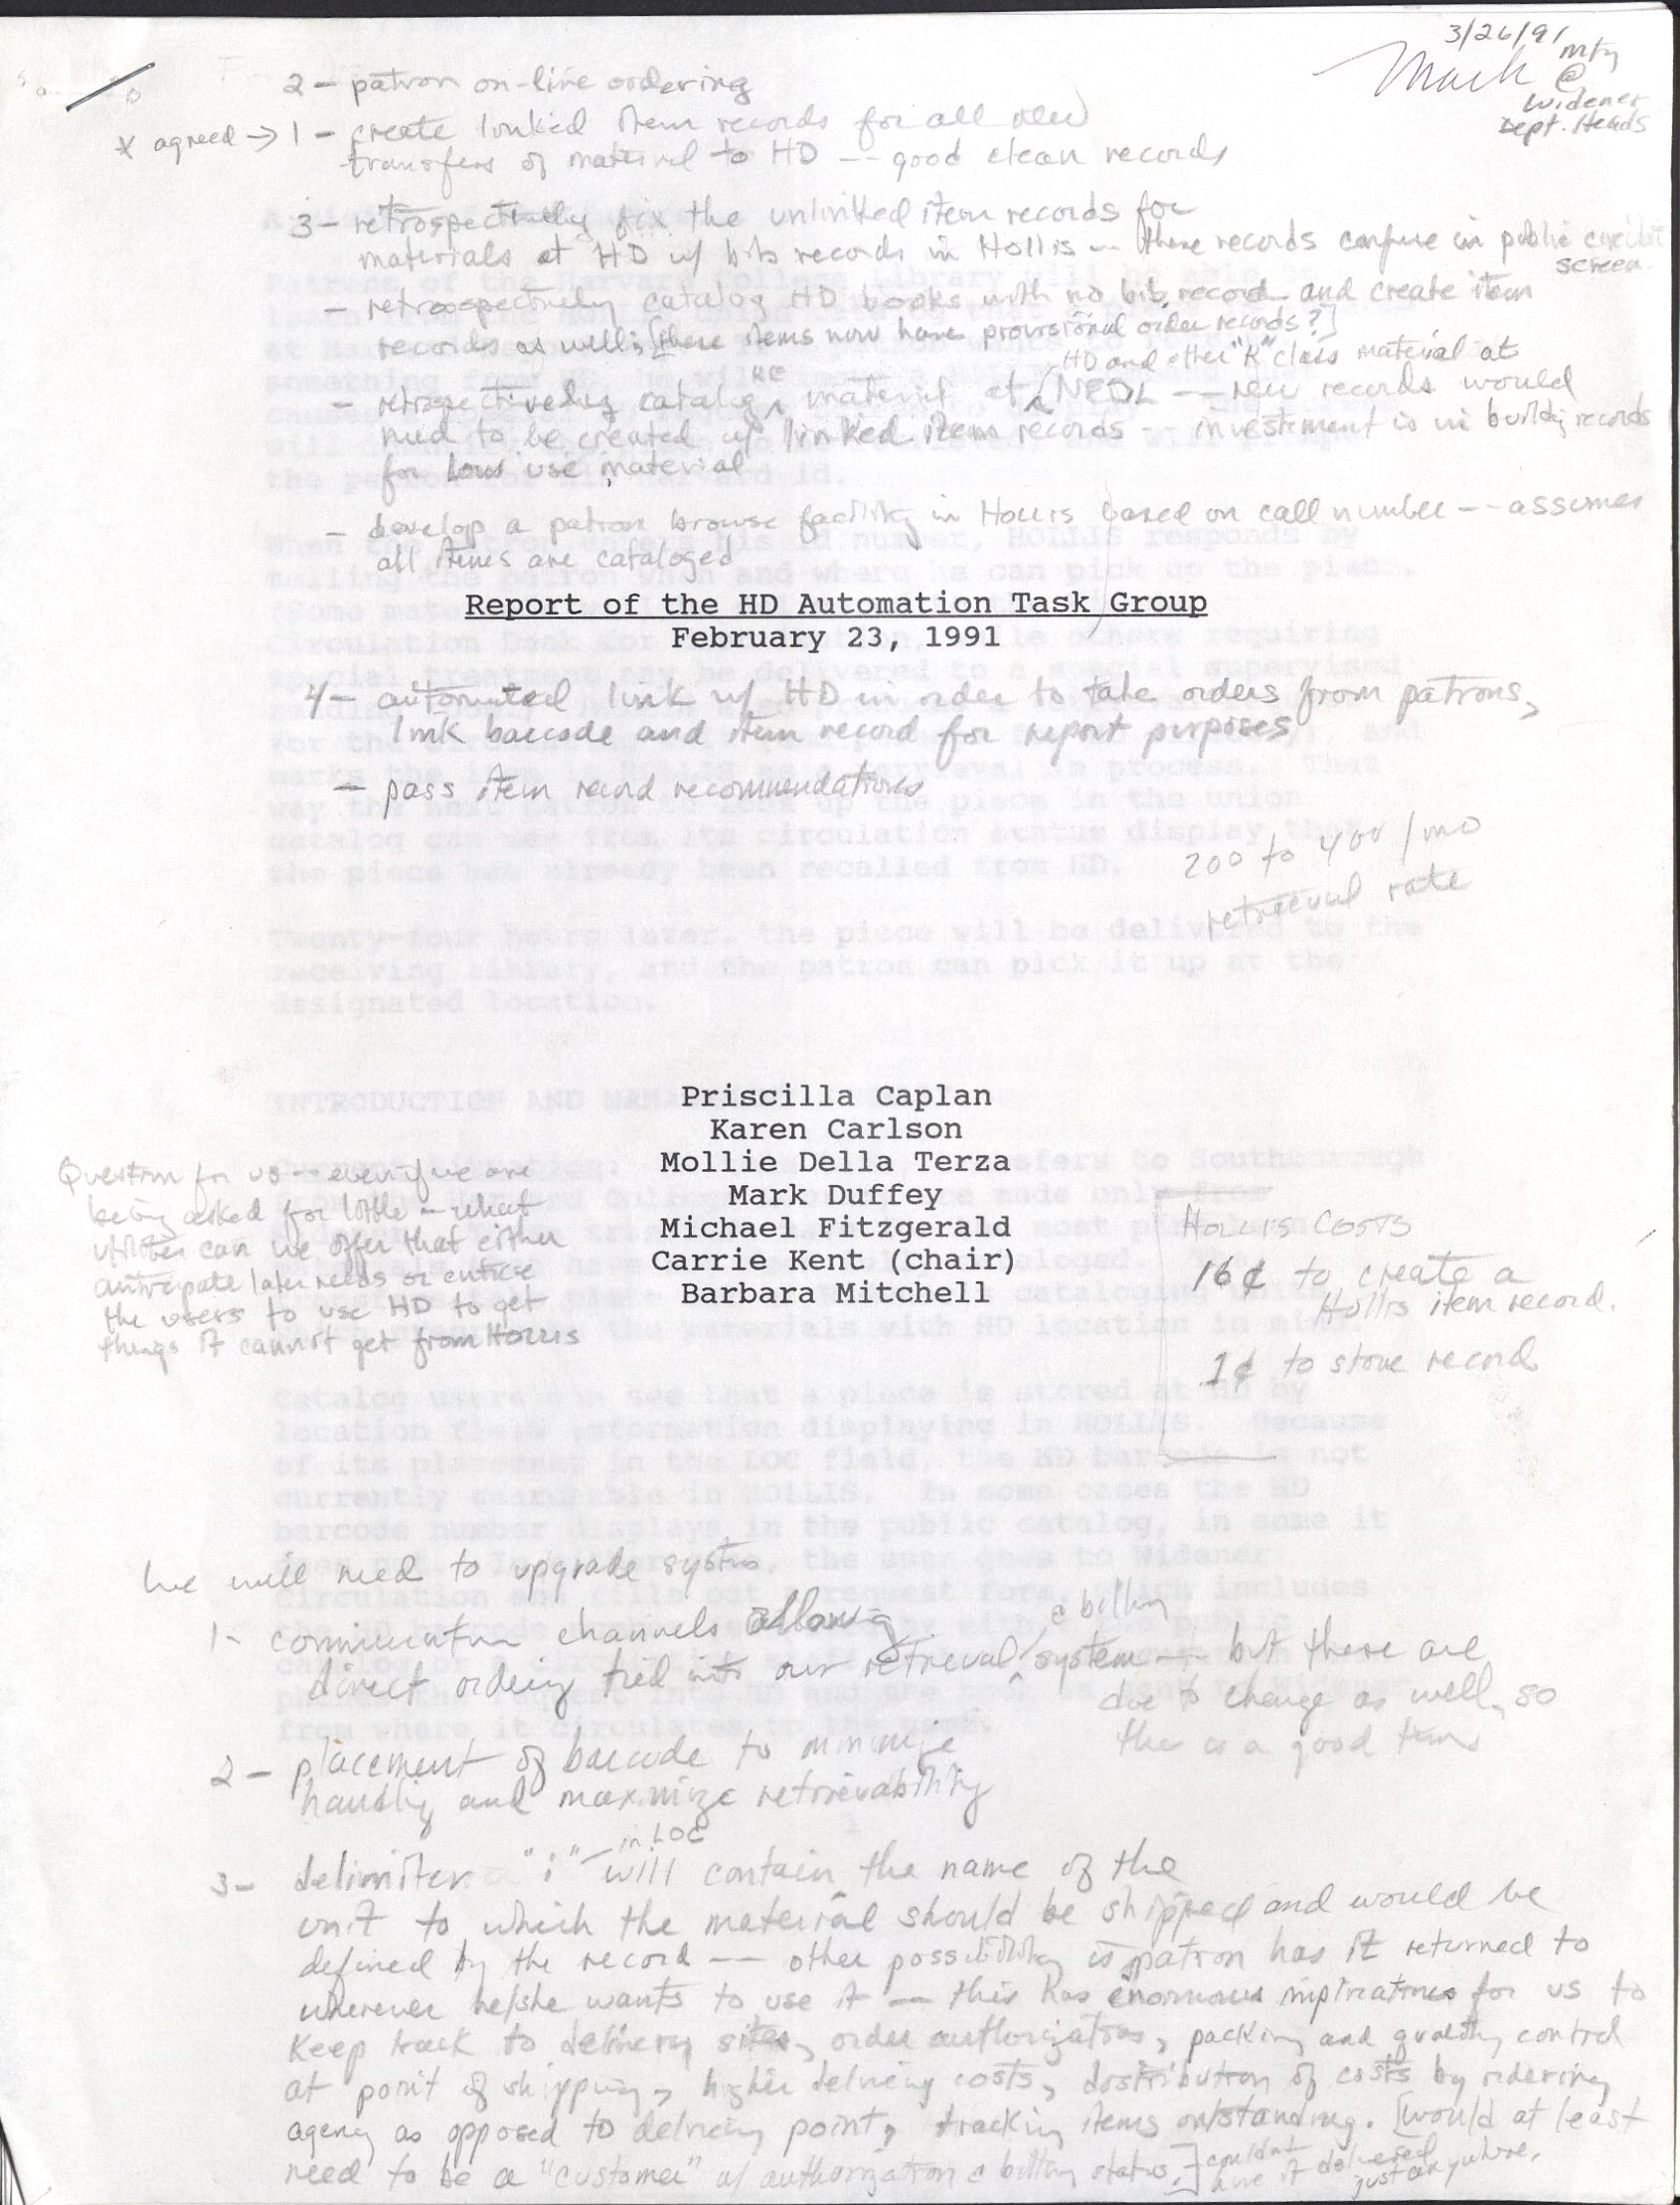 3/26/91
Mark mtg
@
Widener
Dept. Heads
2 - patron on-line ordering
* agreed → 1 - create linked item records for all new
transfers of material to HD -- good clean records
3 - retrospectively fix the unlinked item records for
materials at HD w/ bib records in Hollis -- these records confuse in public
screen.
- retrospectively catalog HD books with no bib record and create item
records as well; [these items now have provisional order records?]
HD and other "K" class material at
RE
- retrospectively catalog material at NEDL -- new records would
need to be created w/ linked item records -- investment is in buildg records
for low use material
- develop a patron browse facility in Hollis based on call number -- assumes
all items are cataloged
Report of the HD Automation Task Group
February 23, 1991
4 - automated link w/ HD in order to take orders from patrons,
link barcode and item record for report purposes
- pass item record recommendations
200 to 400 /mo
retrieval rate
Priscilla Caplan
Karen Carlson
Mollie Della Terza
Mark Duffey
Michael Fitzgerald
Carrie Kent (chair)
Barbara Mitchell
Question for us -- even if we are
being asked for little -- what
can we offer that either
anticipate later needs or entice
the users to use HD to get
things it cannot get from Hollis
Hollis Costs
16¢ to create a
Hollis item record.
1¢ to store record
We will need to upgrade systems
1- communication channels allowing
direct ordering tied into our retrieval c billing system -- but these are
due to change as well, so
this is a good time
2 - placement of barcode to minimize
handlig and maximize retrievability
in LOC
3- delimiter "i" will contain the name of the
unit to which the material should be shipped and would be
defined by the record -- other possibility is patron has it returned to
wherever he/she wants to use it -- this has enormous implications for us to
keep track to delivery sites, order authorizations, packing and quality control
at point of shipping, higher delivery costs, distribution of costs by ordering
agency as opposed to delivery point, tracking items outstanding. [would at least
need to be a "customer" w/ authorization c billing status.] couldnt
have it delivered
just anywhere.